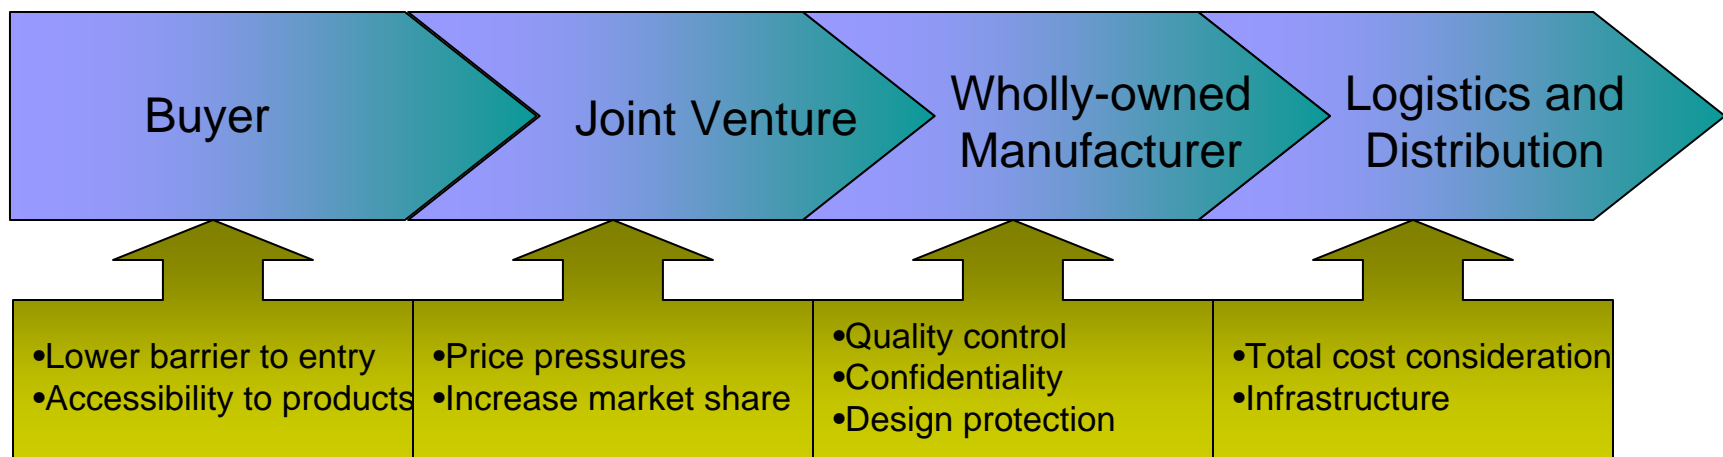 Buyer
Joint Venture
Wholly-owned
Manufacturer
Logistics and
Distribution
•Lower barrier to entry
•Accessibility to products
•Price pressures
•Increase market share
•Quality control
•Confidentiality
•Design protection
•Total cost consideration
•Infrastructure